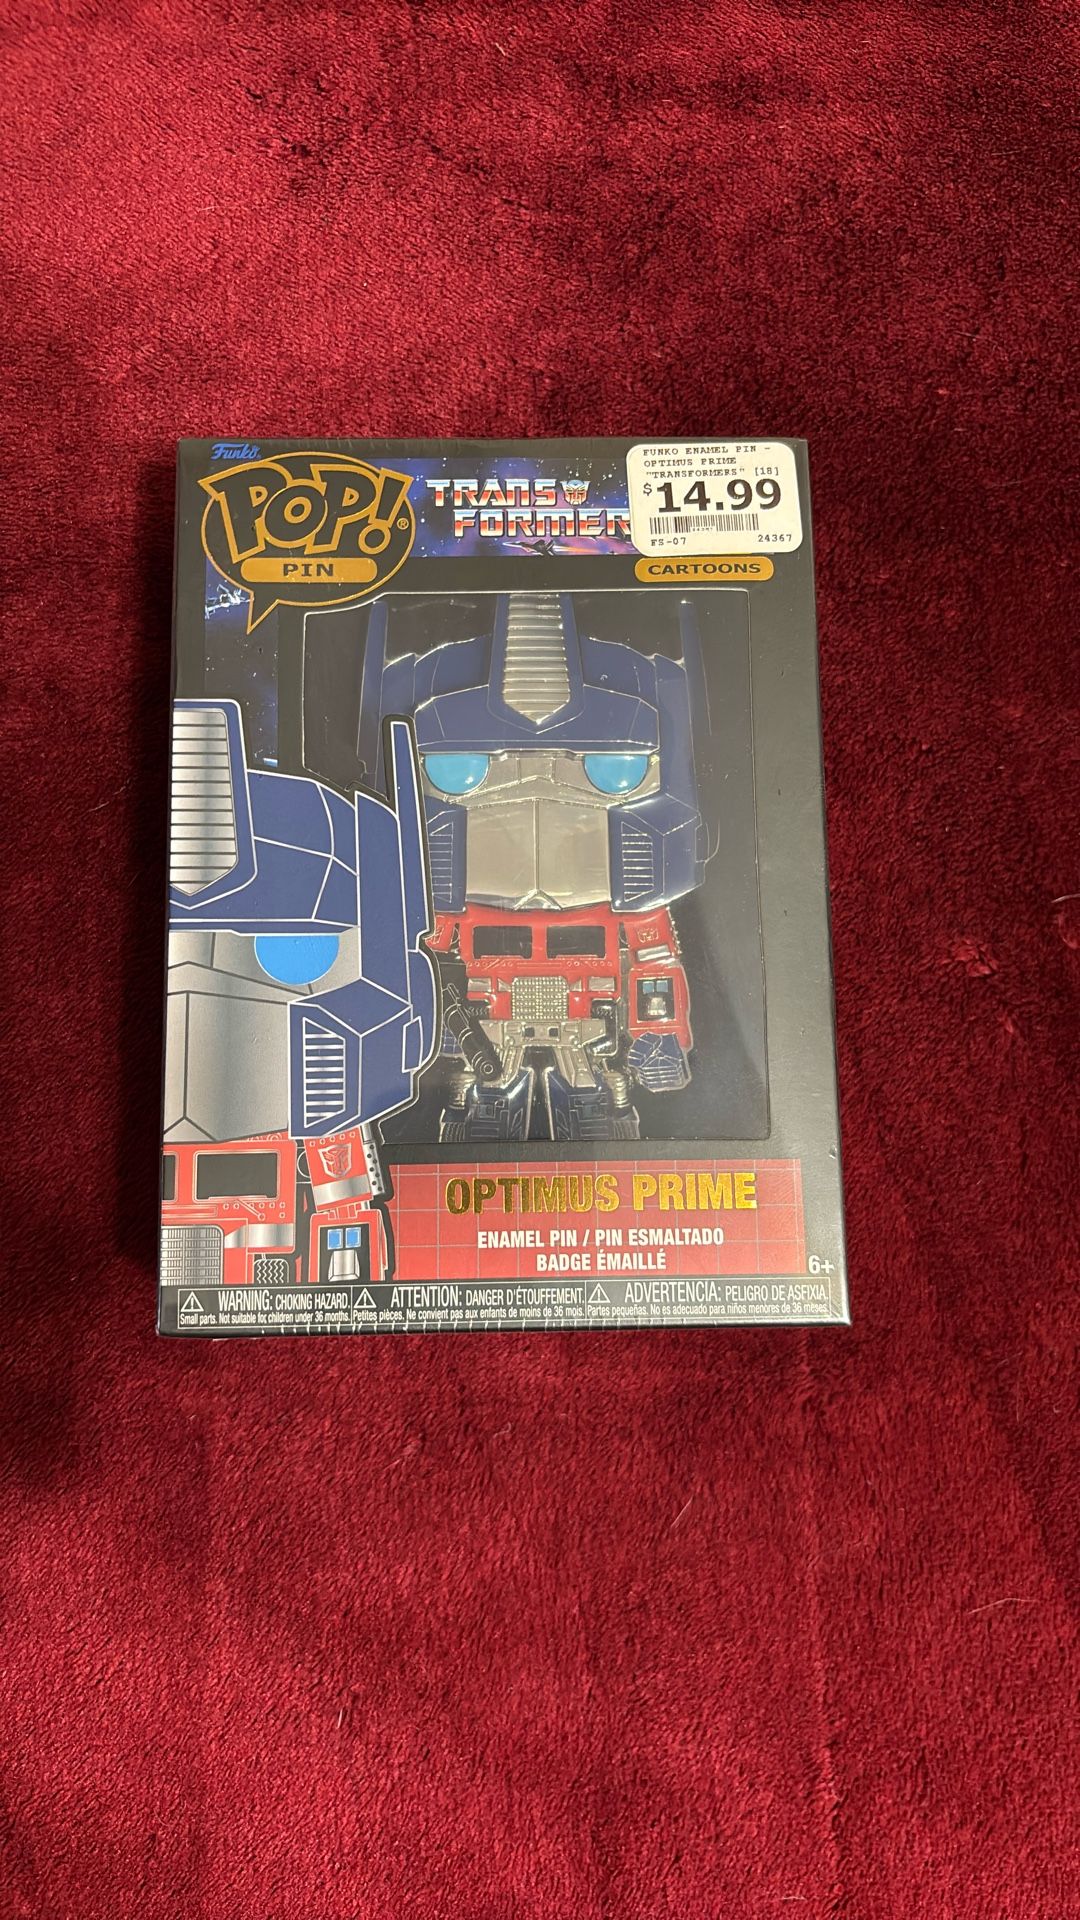 Funko
POP!®
PIN
TRANS
FORMER
FUNKO ENAMEL PIN -
OPTIMUS PRIME
"TRANSFORMERS" [18]
$14.99
FS-07 24367
CARTOONS
OPTIMUS PRIME
ENAMEL PIN / PIN ESMALTADO
BADGE ÉMAILLÉ
6+
WARNING: CHOKING HAZARD.
Small parts. Not suitable for children under 36 months.
ATTENTION: DANGER D'ÉTOUFFEMENT.
Petites pièces. Ne convient pas aux enfants de moins de 36 mois.
ADVERTENCIA: PELIGRO DE ASFIXIA.
Partes pequeñas. No es adecuado para niños menores de 36 meses.